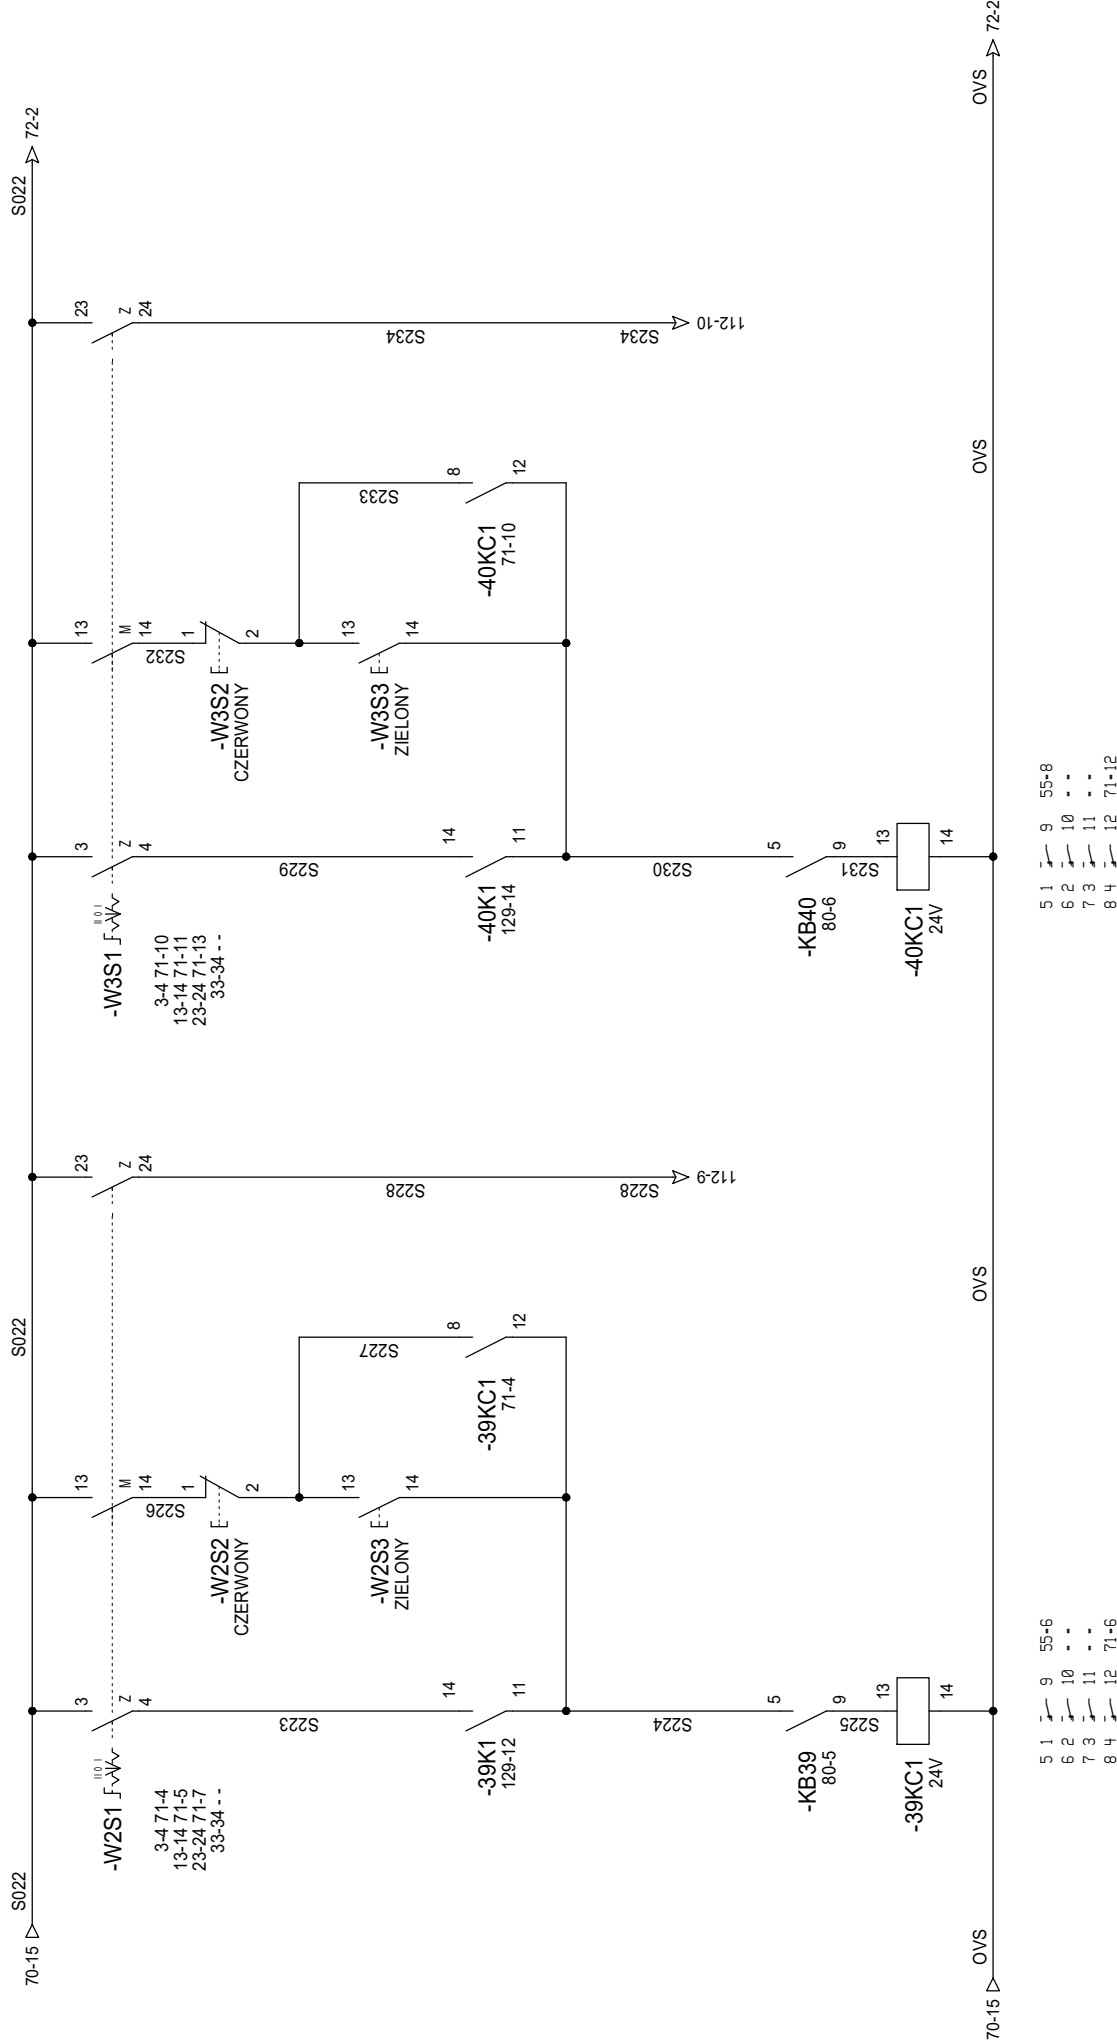 70-15
S022
S022
S022
72-2
-W2S1
II 0 I
3-4 71-4
13-14 71-5
23-24 71-7
33-34 - -
3
Z
4
S223
14
11
-39K1
129-12
S224
5
9
-KB39
80-5
S225
13
14
-39KC1
24V
13
M
14
S226
1
2
-W2S2
CZERWONY
13
14
-W2S3
ZIELONY
S227
8
12
-39KC1
71-4
23
Z
24
S228
S228
112-9
-W3S1
II 0 I
3-4 71-10
13-14 71-11
23-24 71-13
33-34 - -
3
Z
4
S229
14
11
-40K1
129-14
S230
5
9
-KB40
80-6
S231
13
14
-40KC1
24V
13
M
14
S232
1
2
-W3S2
CZERWONY
13
14
-W3S3
ZIELONY
S233
8
12
-40KC1
71-10
23
Z
24
S234
S234
112-10
70-15
OVS
OVS
OVS
OVS
72-2
5 1 9 55-6
6 2 10 - -
7 3 11 - -
8 4 12 71-6
5 1 9 55-8
6 2 10 - -
7 3 11 - -
8 4 12 71-12